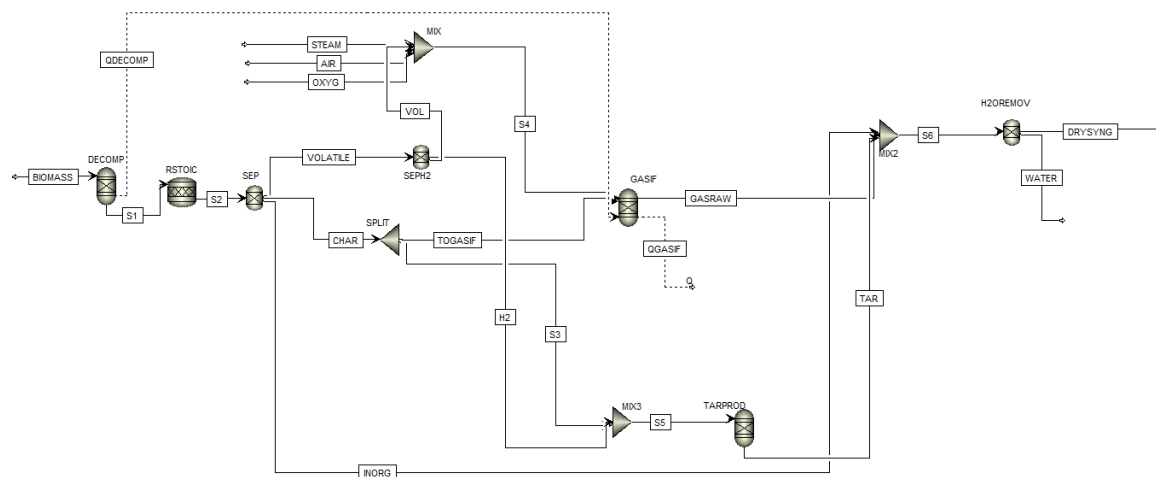 MIX
STEAM
QDECOMP
AIR
OXYG
H2OREMOV
VOL
S4
S6
DRYSYNG
MIX2
DECOMP
VOLATILE
RSTOIC
SEP
SEPH2
BIOMASS
WATER
GASIF
S2
GASRAW
S1
SPLIT
CHAR
TOGASIF
QGASIF
Q
TAR
H2
S3
MIX3
TARPROD
S5
INORG